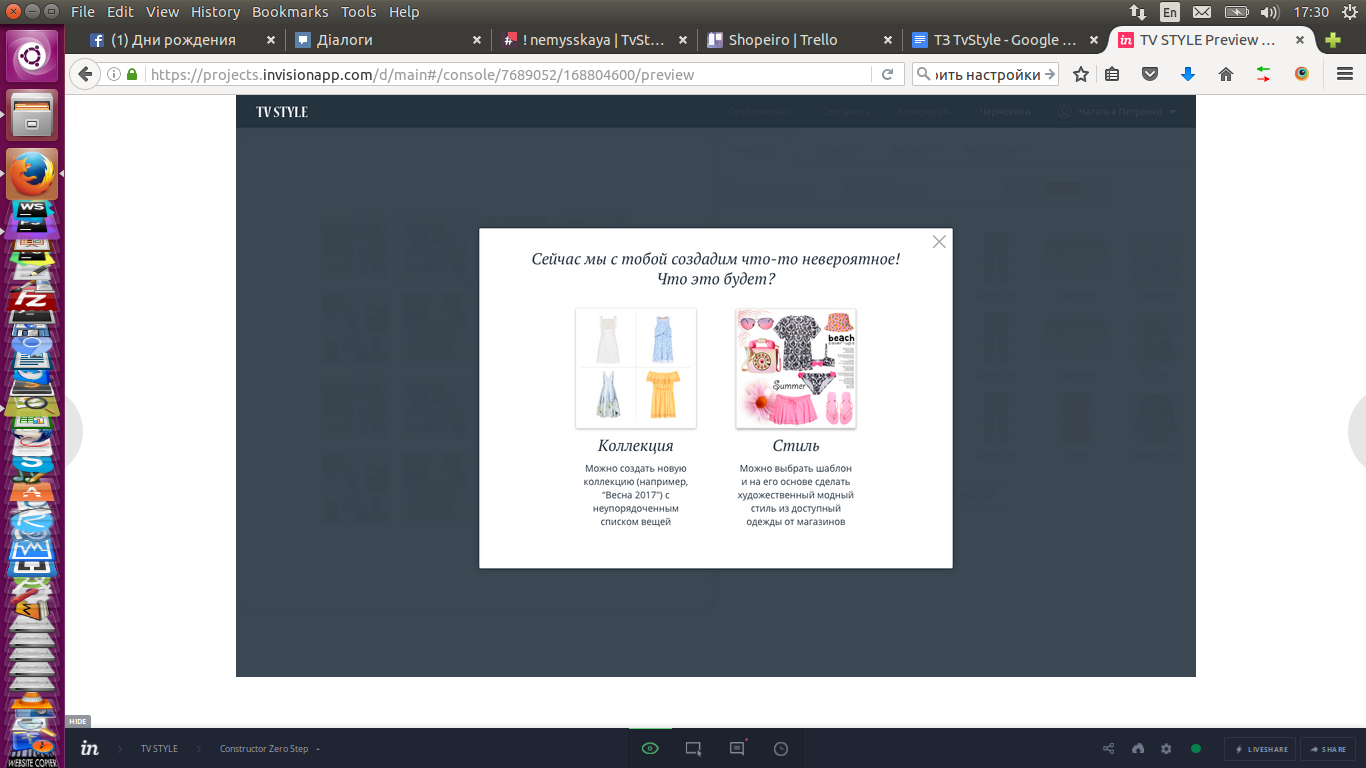 File Edit View History Bookmarks Tools Help
En
17:30
(1) Дни рождения
Діалоги
! nemysskaya | TvSt...
Shopeiro | Trello
ТЗ TvStyle - Google ...
TV STYLE Preview ...
https://projects.invisionapp.com/d/main#/console/7689052/168804600/preview
ить настройки
TV STYLE
Опубликовать
Сохранить
Черновики
Наталья Петренко
Сейчас мы с тобой создадим что-то невероятное!
Что это будет?
beach
Summer
Коллекция
Стиль
Можно создать новую
коллекцию (например,
"Весна 2017") с
неупорядоченным
списком вещей
Можно выбрать шаблон
и на его основе сделать
художественный модный
стиль из доступный
одежды от магазинов
WS
FZ
WEBSITE COPIER
HIDE
in
TV STYLE
Constructor Zero Step
LIVESHARE
SHARE